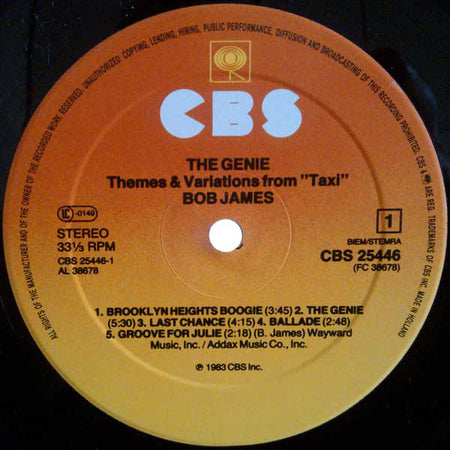 UNAUTHORIZED COPYING, LENDING, HIRING, PUBLIC PERFORMANCE, DIFFUSION AND BROADCASTING OF THIS RECORDING PROHIBITED.
CBS
THE GENIE
Themes & Variations from "Taxi"
BOB JAMES
LC-0149
STEREO
33⅓ RPM
CBS 25446-1
AL 38678
1
BIEM/STEMRA
CBS 25446
(FC 38678)
1. BROOKLYN HEIGHTS BOOGIE (3:45) 2. THE GENIE
(5:30) 3. LAST CHANCE (4:15) 4. BALLADE (2:48)
5. GROOVE FOR JULIE (2:21) (B. James) Wayward
Music, Inc./Addax Music Co., Inc.
℗ 1983 CBS Inc.
ALL RIGHTS OF THE MANUFACTURER AND OF THE OWNER OF THE RECORDED WORK RESERVED.
ARE REG. TRADEMARKS OF CBS INC. MADE IN HOLLAND